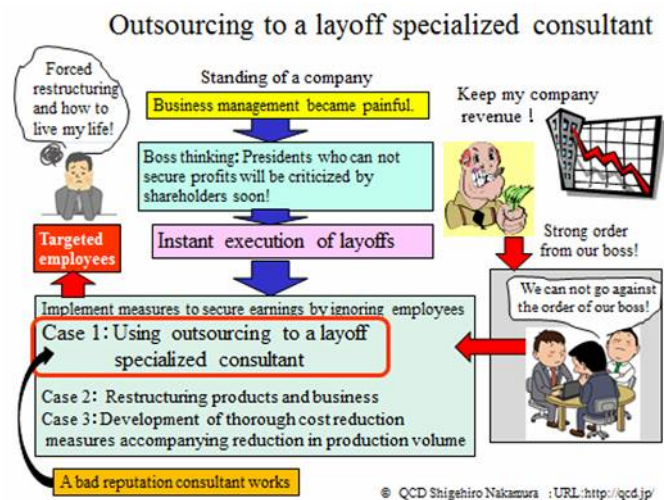 Outsourcing to a layoff specialized consultant
Forced
restructuring
and how to
live my life!
Standing of a company
Business management became painful.
Keep my company
revenue !
Boss thinking: Presidents who can not
secure profits will be criticized by
shareholders soon!
Targeted
employees
Instant execution of layoffs
Strong order
from our boss!
We can not go against
the order of our boss!
Implement measures to secure earnings by ignoring employees
Case 1: Using outsourcing to a layoff
specialized consultant
Case 2: Restructuring products and business
Case 3: Development of thorough cost reduction
measures accompanying reduction in production volume
A bad reputation consultant works
© QCD Shigehiro Nakamura :URL:http://qcd.jp/